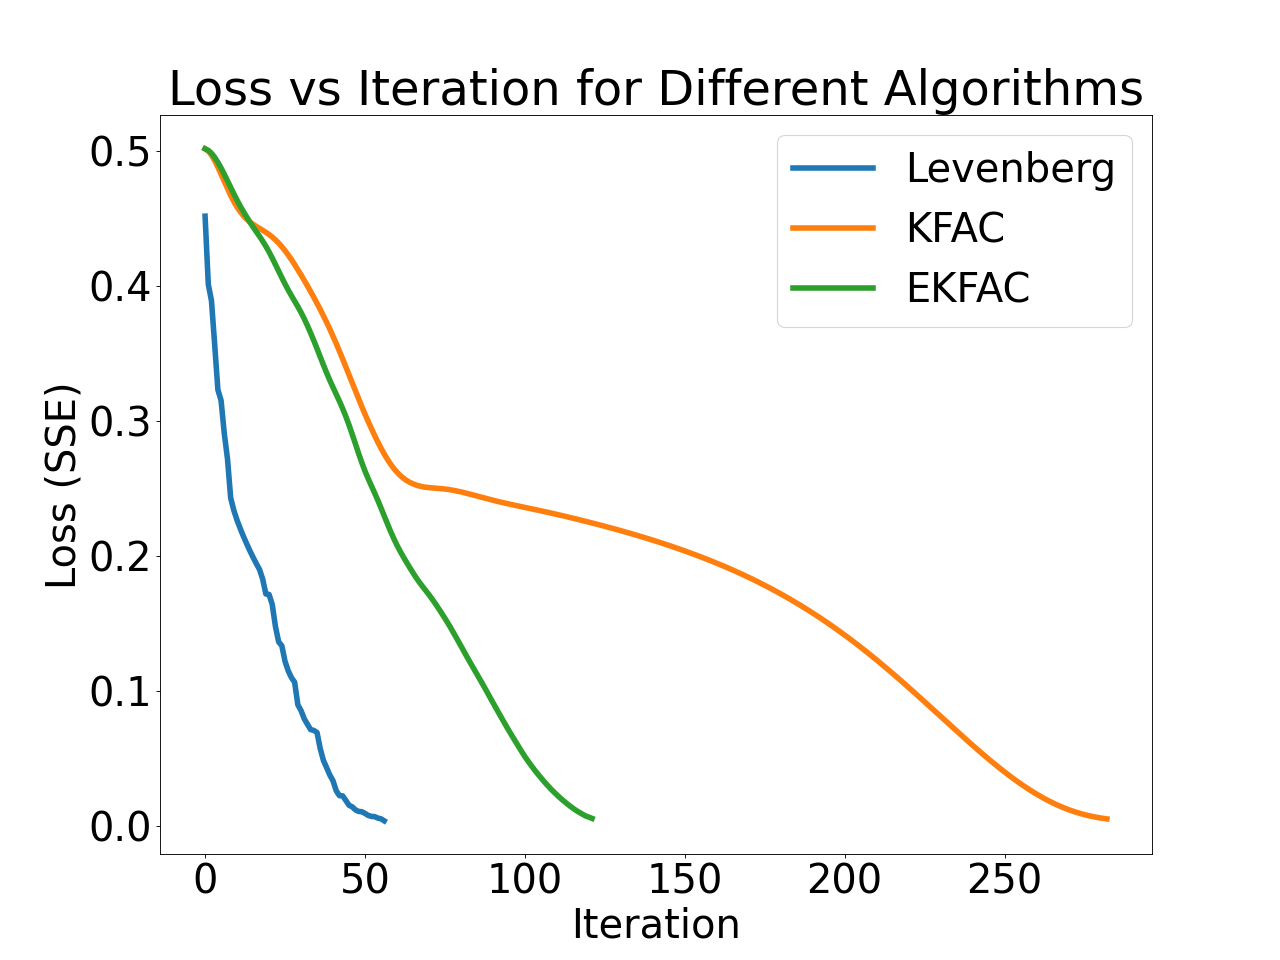 Loss vs Iteration for Different Algorithms
Levenberg
KFAC
EKFAC
Loss (SSE)
0.5
0.4
0.3
0.2
0.1
0.0
0 50 100 150 200 250
Iteration